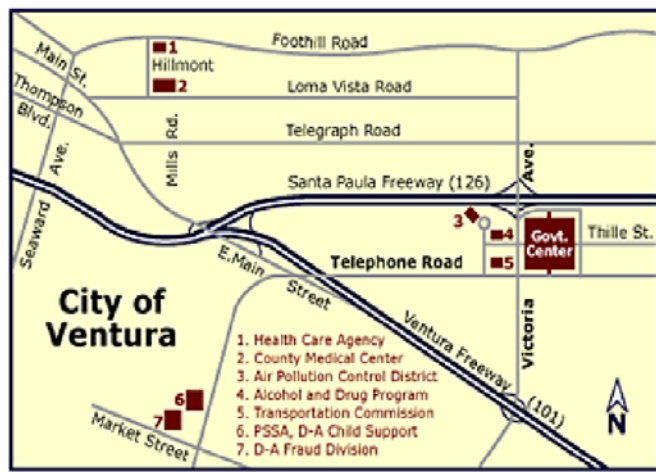 Foothill Road
Main St.
1
Hillmont
2
Loma Vista Road
Thompson
Blvd.
Mills Rd.
Telegraph Road
Seaward Ave.
Santa Paula Freeway (126)
Victoria Ave.
3
4
Govt.
Center
Thille St.
5
E.Main Street
Telephone Road
City of
Ventura
Ventura Freeway (101)
1. Health Care Agency
2. County Medical Center
3. Air Pollution Control District
4. Alcohol and Drug Program
5. Transportation Commission
6. PSSA, D-A Child Support
7. D-A Fraud Division
6
7
Market Street
N